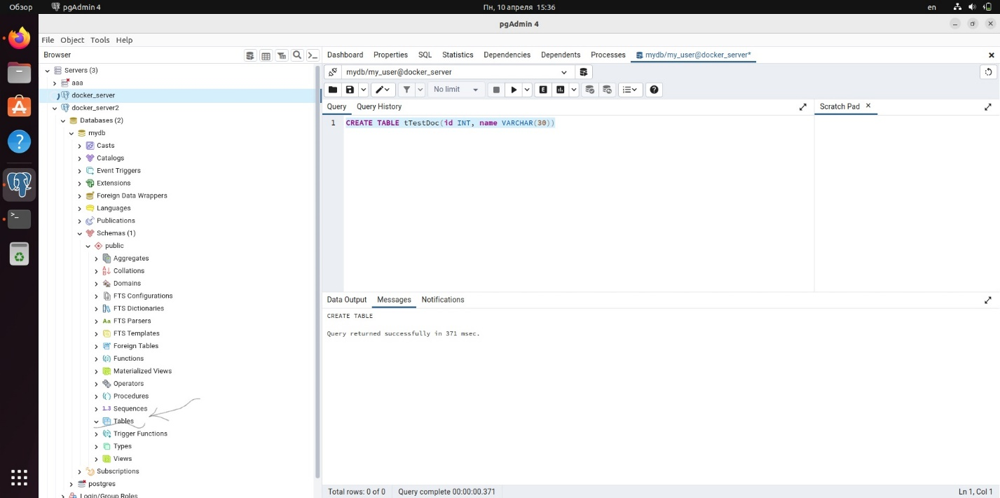 Обзор pgAdmin 4 Пн, 10 апреля 15:36 en
pgAdmin 4
File Object Tools Help
Browser
Dashboard Properties SQL Statistics Dependencies Dependents Processes mydb/my_user@docker_server*
Servers (3)
aaa
docker_server
docker_server2
Databases (2)
mydb
Casts
Catalogs
Event Triggers
Extensions
Foreign Data Wrappers
Languages
Publications
Schemas (1)
public
Aggregates
Collations
Domains
FTS Configurations
FTS Dictionaries
Aa FTS Parsers
FTS Templates
Foreign Tables
Functions
Materialized Views
Operators
Procedures
1..3 Sequences
Tables
Trigger Functions
Types
Views
Subscriptions
postgres
Login/Group Roles
mydb/my_user@docker_server
No limit
E
Query Query History
Scratch Pad
1 CREATE TABLE tTestDoc(id INT, name VARCHAR(30))
Data Output Messages Notifications
CREATE TABLE
Query returned successfully in 371 msec.
Total rows: 0 of 0 Query complete 00:00:00.371 Ln 1, Col 1